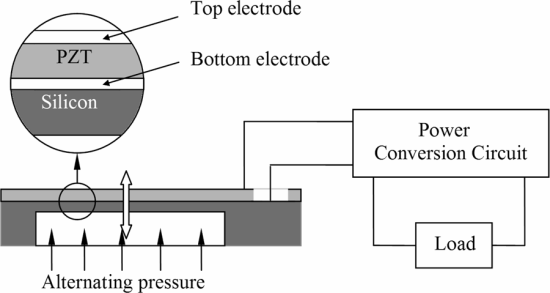 Top electrode
PZT
Bottom electrode
Silicon
Power
Conversion Circuit
Load
Alternating pressure